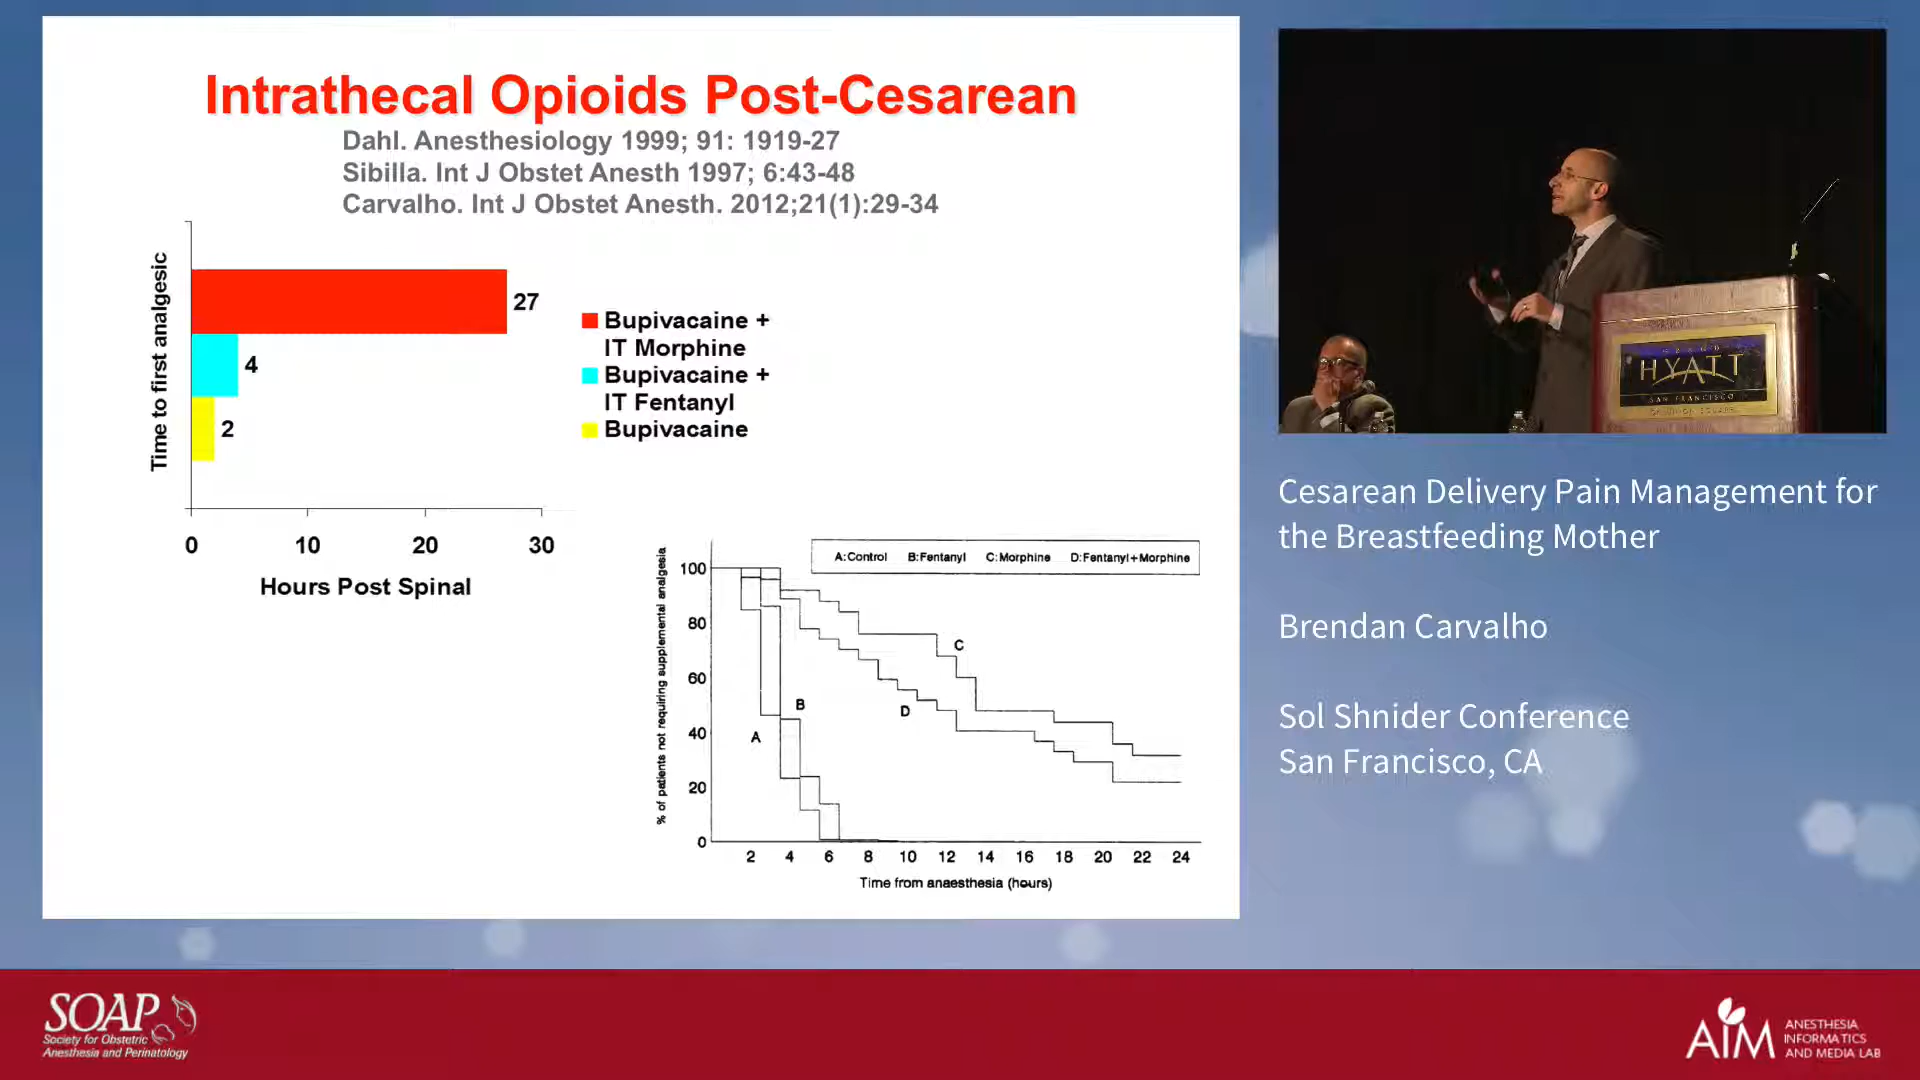 Intrathecal Opioids Post-Cesarean
Dahl. Anesthesiology 1999; 91: 1919-27
Sibilla. Int J Obstet Anesth 1997; 6:43-48
Carvalho. Int J Obstet Anesth. 2012;21(1):29-34
Time to first analgesic
27
4
2
0 10 20 30
Hours Post Spinal
Bupivacaine +
IT Morphine
Bupivacaine +
IT Fentanyl
Bupivacaine
A:Control B:Fentanyl C:Morphine D:Fentanyl+Morphine
% of patients not requiring supplemental analgesia
100
80
60
40
20
0
A
B
C
D
2 4 6 8 10 12 14 16 18 20 22 24
Time from anaesthesia (hours)
HYATT
SAN FRANCISCO
Cesarean Delivery Pain Management for
the Breastfeeding Mother
Brendan Carvalho
Sol Shnider Conference
San Francisco, CA
SOAP
Society for Obstetric
Anesthesia and Perinatology
AIM
ANESTHESIA
INFORMATICS
AND MEDIA LAB